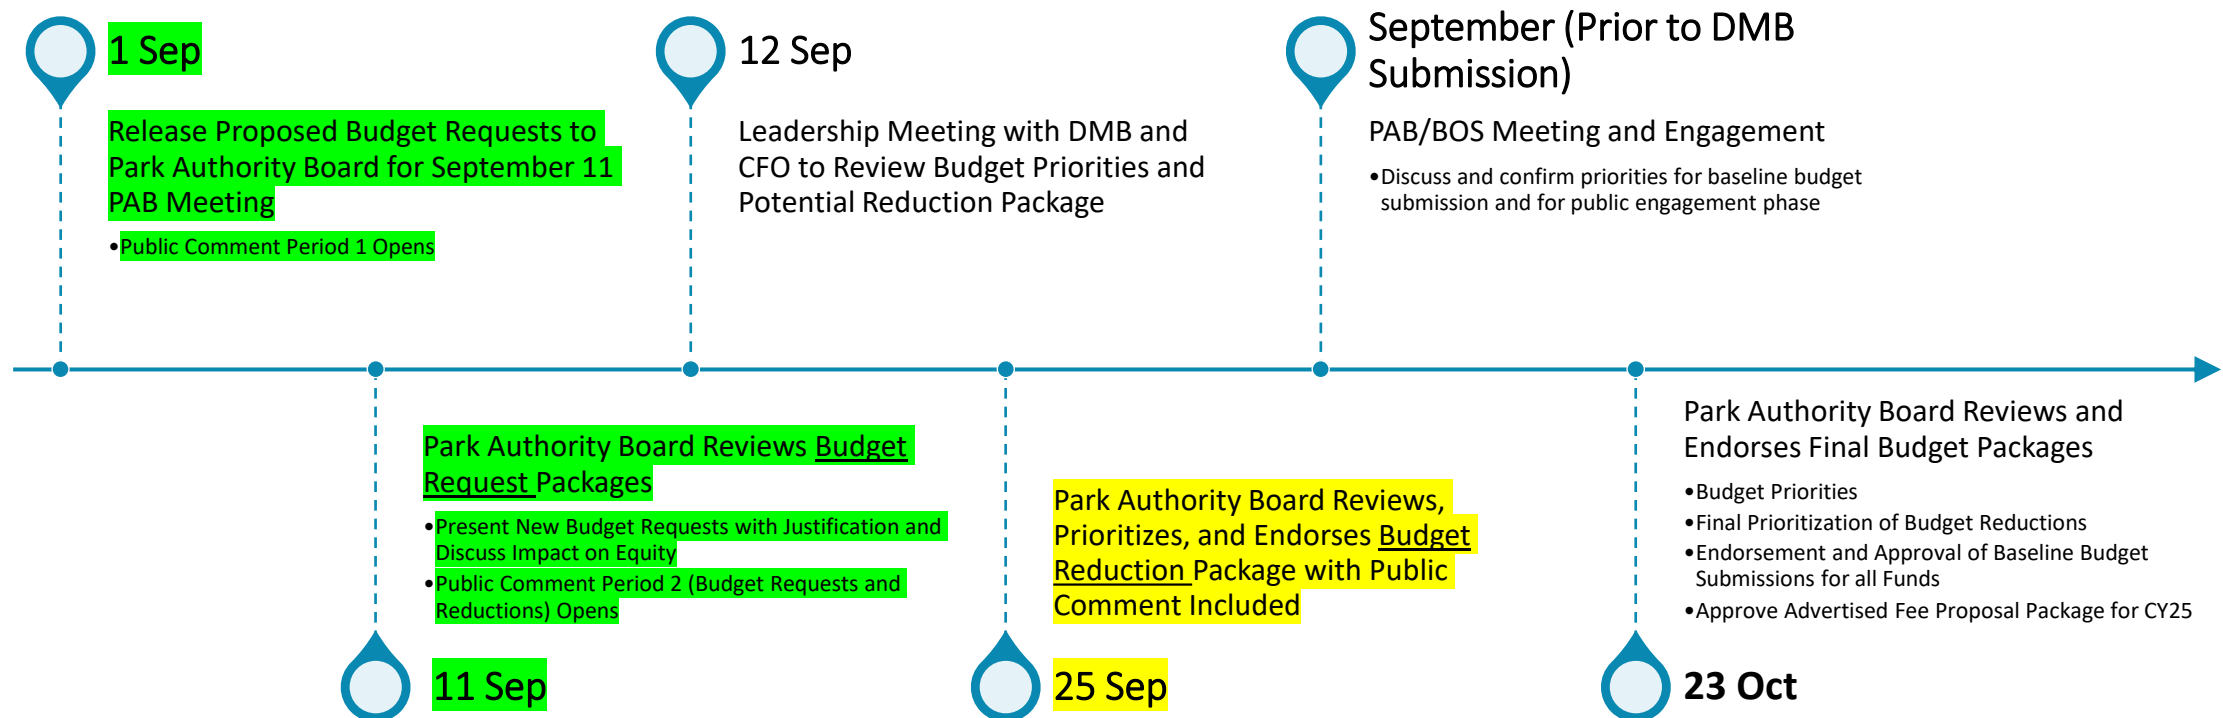 1 Sep
Release Proposed Budget Requests to
Park Authority Board for September 11
PAB Meeting
•Public Comment Period 1 Opens
Park Authority Board Reviews Budget
Request Packages
•Present New Budget Requests with Justification and
Discuss Impact on Equity
•Public Comment Period 2 (Budget Requests and
Reductions) Opens
11 Sep
12 Sep
Leadership Meeting with DMB and
CFO to Review Budget Priorities and
Potential Reduction Package
Park Authority Board Reviews,
Prioritizes, and Endorses Budget
Reduction Package with Public
Comment Included
25 Sep
September (Prior to DMB
Submission)
PAB/BOS Meeting and Engagement
•Discuss and confirm priorities for baseline budget
submission and for public engagement phase
Park Authority Board Reviews and
Endorses Final Budget Packages
•Budget Priorities
•Final Prioritization of Budget Reductions
•Endorsement and Approval of Baseline Budget
Submissions for all Funds
•Approve Advertised Fee Proposal Package for CY25
23 Oct